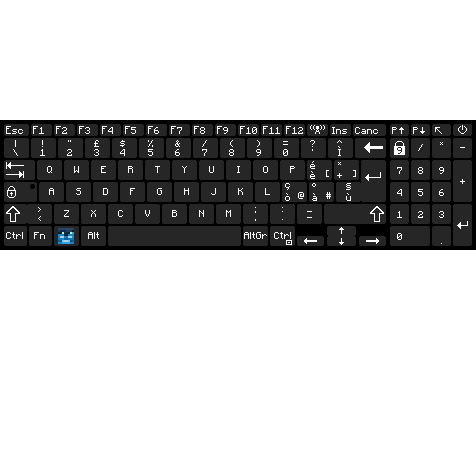 Esc F1 F2 F3 F4 F5 F6 F7 F8 F9 F10 F11 F12 Ins Canc P↑ P↓ ↖
| ! " £ $ % & / ( ) = ? ^ ← 9 / * -
\ 1 2 3 4 5 6 7 8 9 0 ' Ì
Q W E R T Y U I O P é è [ * + ] 7 8 9 +
A S D F G H J K L ç ò @ ° à # § ù 4 5 6
> < Z X C V B N M ; , : . _ - 1 2 3
Ctrl Fn Alt AltGr Ctrl ← ↑ ↓ → 0 .